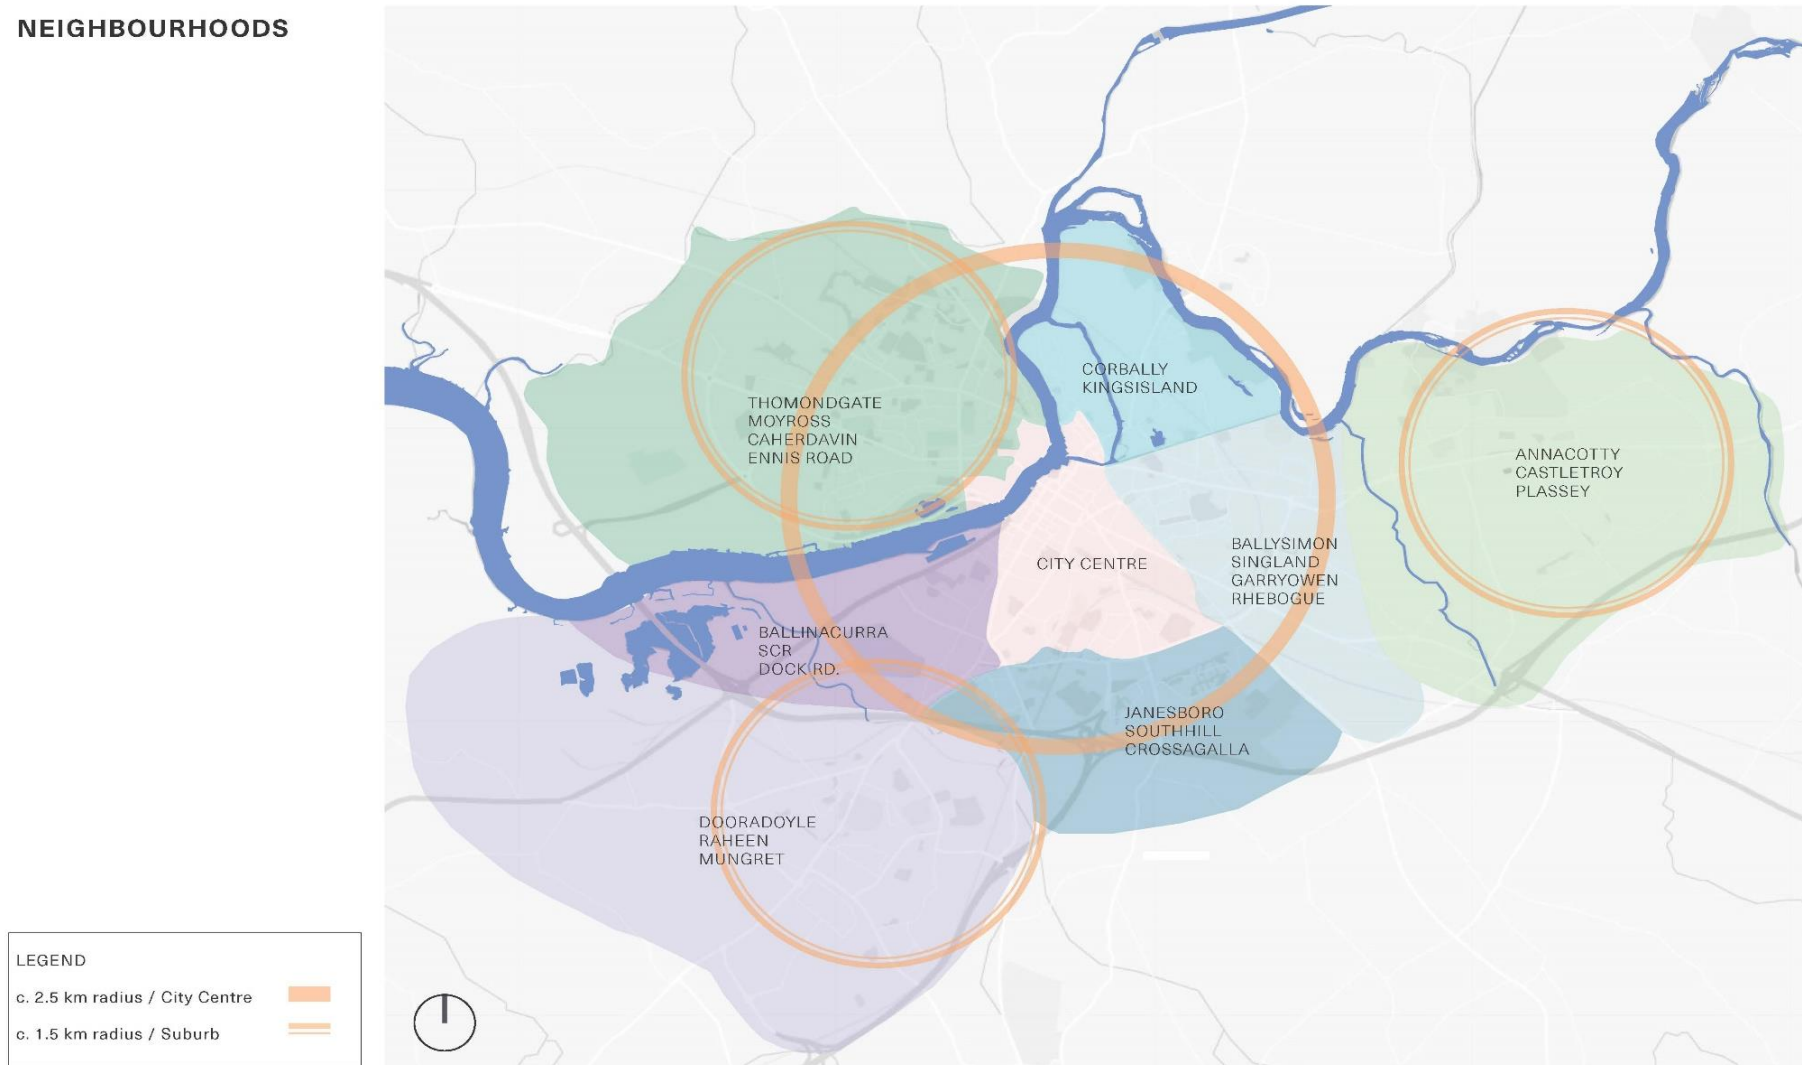 NEIGHBOURHOODS
CORBALLY
KINGSISLAND
THOMONDGATE
MOYROSS
CAHERDAVIN
ENNIS ROAD
ANNACOTTY
CASTLETROY
PLASSEY
CITY CENTRE
BALLYSIMON
SINGLAND
GARRYOWEN
RHEBOGUE
BALLINACURRA
SCR
DOCK RD.
JANESBORO
SOUTHHILL
CROSSAGALLA
DOORADOYLE
RAHEEN
MUNGRET
LEGEND
c. 2.5 km radius / City Centre
c. 1.5 km radius / Suburb